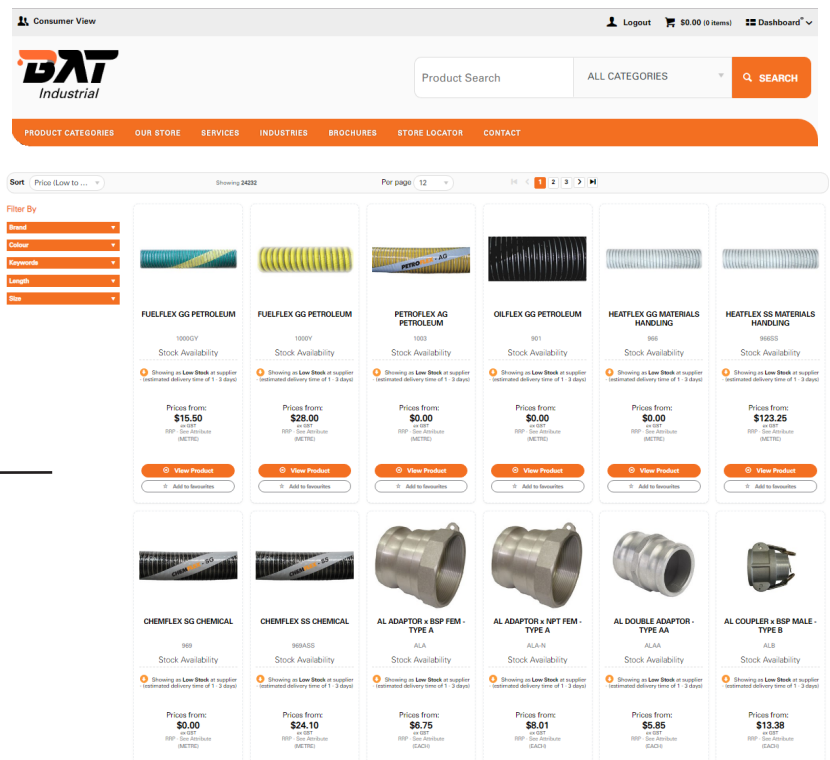 Consumer View
Logout $0.00 (0 items) Dashboard
BAT
Industrial
Product Search ALL CATEGORIES SEARCH
PRODUCT CATEGORIES OUR STORE SERVICES INDUSTRIES BROCHURES STORE LOCATOR CONTACT
Sort Price (Low to ... Showing 24232 Per page 12 1 2 3
Filter By
Brand
Colour
Keywords
Length
Size
PETRO - AG
FUELFLEX GG PETROLEUM
1000GY
Stock Availability
Showing as Low Stock at supplier
- (estimated delivery time of 1 - 3 days)
Prices from:
$15.50
ex GST
RRP - See Attribute
(METRE)
View Product
Add to favourites
FUELFLEX GG PETROLEUM
1000Y
Stock Availability
Showing as Low Stock at supplier
- (estimated delivery time of 1 - 3 days)
Prices from:
$28.00
ex GST
RRP - See Attribute
(METRE)
View Product
Add to favourites
PETROFLEX AG
PETROLEUM
1003
Stock Availability
Showing as Low Stock at supplier
- (estimated delivery time of 1 - 3 days)
Prices from:
$0.00
ex GST
RRP - See Attribute
(METRE)
View Product
Add to favourites
OILFLEX GG PETROLEUM
901
Stock Availability
Showing as Low Stock at supplier
- (estimated delivery time of 1 - 3 days)
Prices from:
$0.00
ex GST
RRP - See Attribute
(METRE)
View Product
Add to favourites
HEATFLEX GG MATERIALS
HANDLING
966
Stock Availability
Showing as Low Stock at supplier
- (estimated delivery time of 1 - 3 days)
Prices from:
$0.00
ex GST
RRP - See Attribute
(METRE)
View Product
Add to favourites
HEATFLEX SS MATERIALS
HANDLING
966SS
Stock Availability
Showing as Low Stock at supplier
- (estimated delivery time of 1 - 3 days)
Prices from:
$123.25
ex GST
RRP - See Attribute
(METRE)
View Product
Add to favourites
CHEM - SG
CHEMFLEX SG CHEMICAL
969
Stock Availability
Showing as Low Stock at supplier
- (estimated delivery time of 1 - 3 days)
Prices from:
$0.00
ex GST
RRP - See Attribute
(METRE)
CHEM - SS
CHEMFLEX SS CHEMICAL
969ASS
Stock Availability
Showing as Low Stock at supplier
- (estimated delivery time of 1 - 3 days)
Prices from:
$24.10
ex GST
RRP - See Attribute
(METRE)
AL ADAPTOR x BSP FEM -
TYPE A
ALA
Stock Availability
Showing as Low Stock at supplier
- (estimated delivery time of 1 - 3 days)
Prices from:
$6.75
ex GST
RRP - See Attribute
(EACH)
AL ADAPTOR x NPT FEM -
TYPE A
ALA-N
Stock Availability
Showing as Low Stock at supplier
- (estimated delivery time of 1 - 3 days)
Prices from:
$8.01
ex GST
RRP - See Attribute
(EACH)
AL DOUBLE ADAPTOR -
TYPE AA
ALAA
Stock Availability
Showing as Low Stock at supplier
- (estimated delivery time of 1 - 3 days)
Prices from:
$5.85
ex GST
RRP - See Attribute
(EACH)
AL COUPLER x BSP MALE -
TYPE B
ALB
Stock Availability
Showing as Low Stock at supplier
- (estimated delivery time of 1 - 3 days)
Prices from:
$13.38
ex GST
RRP - See Attribute
(EACH)